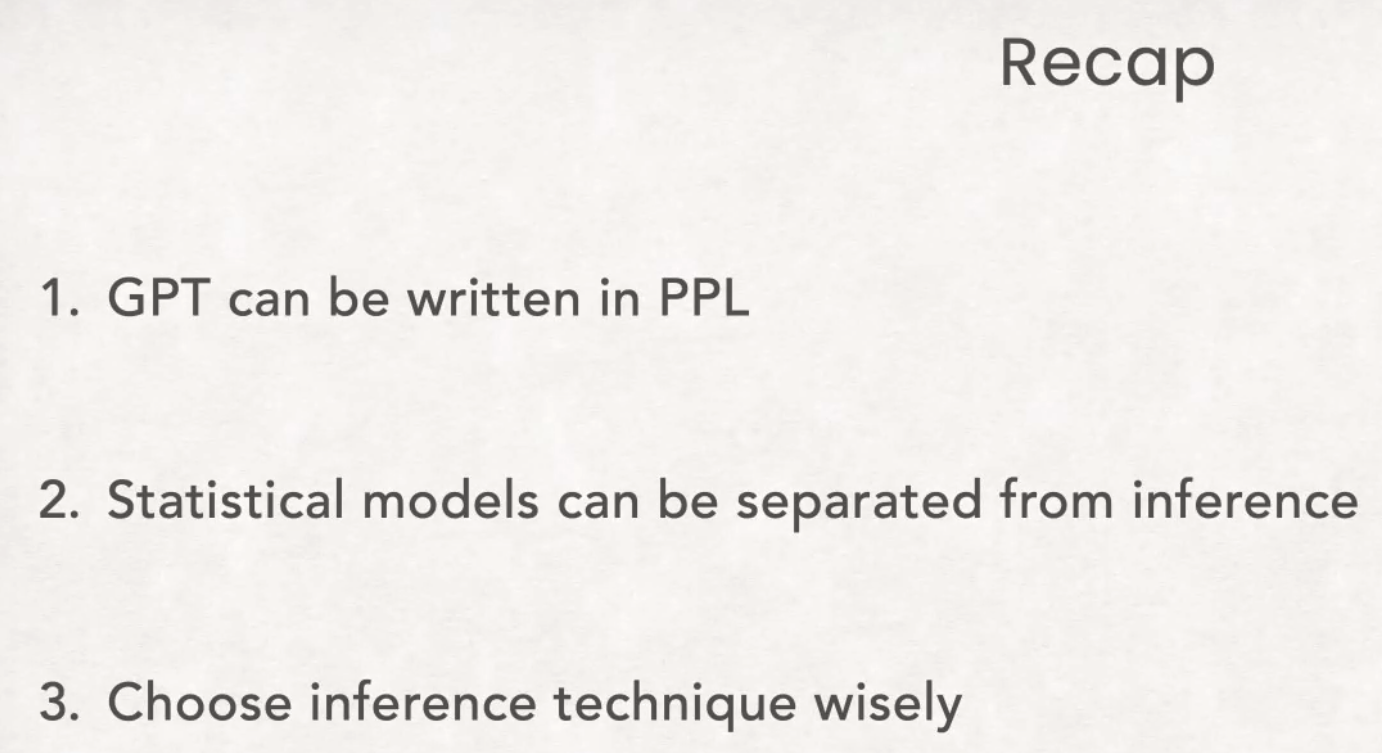 Recap
1. GPT can be written in PPL
2. Statistical models can be separated from inference
3. Choose inference technique wisely